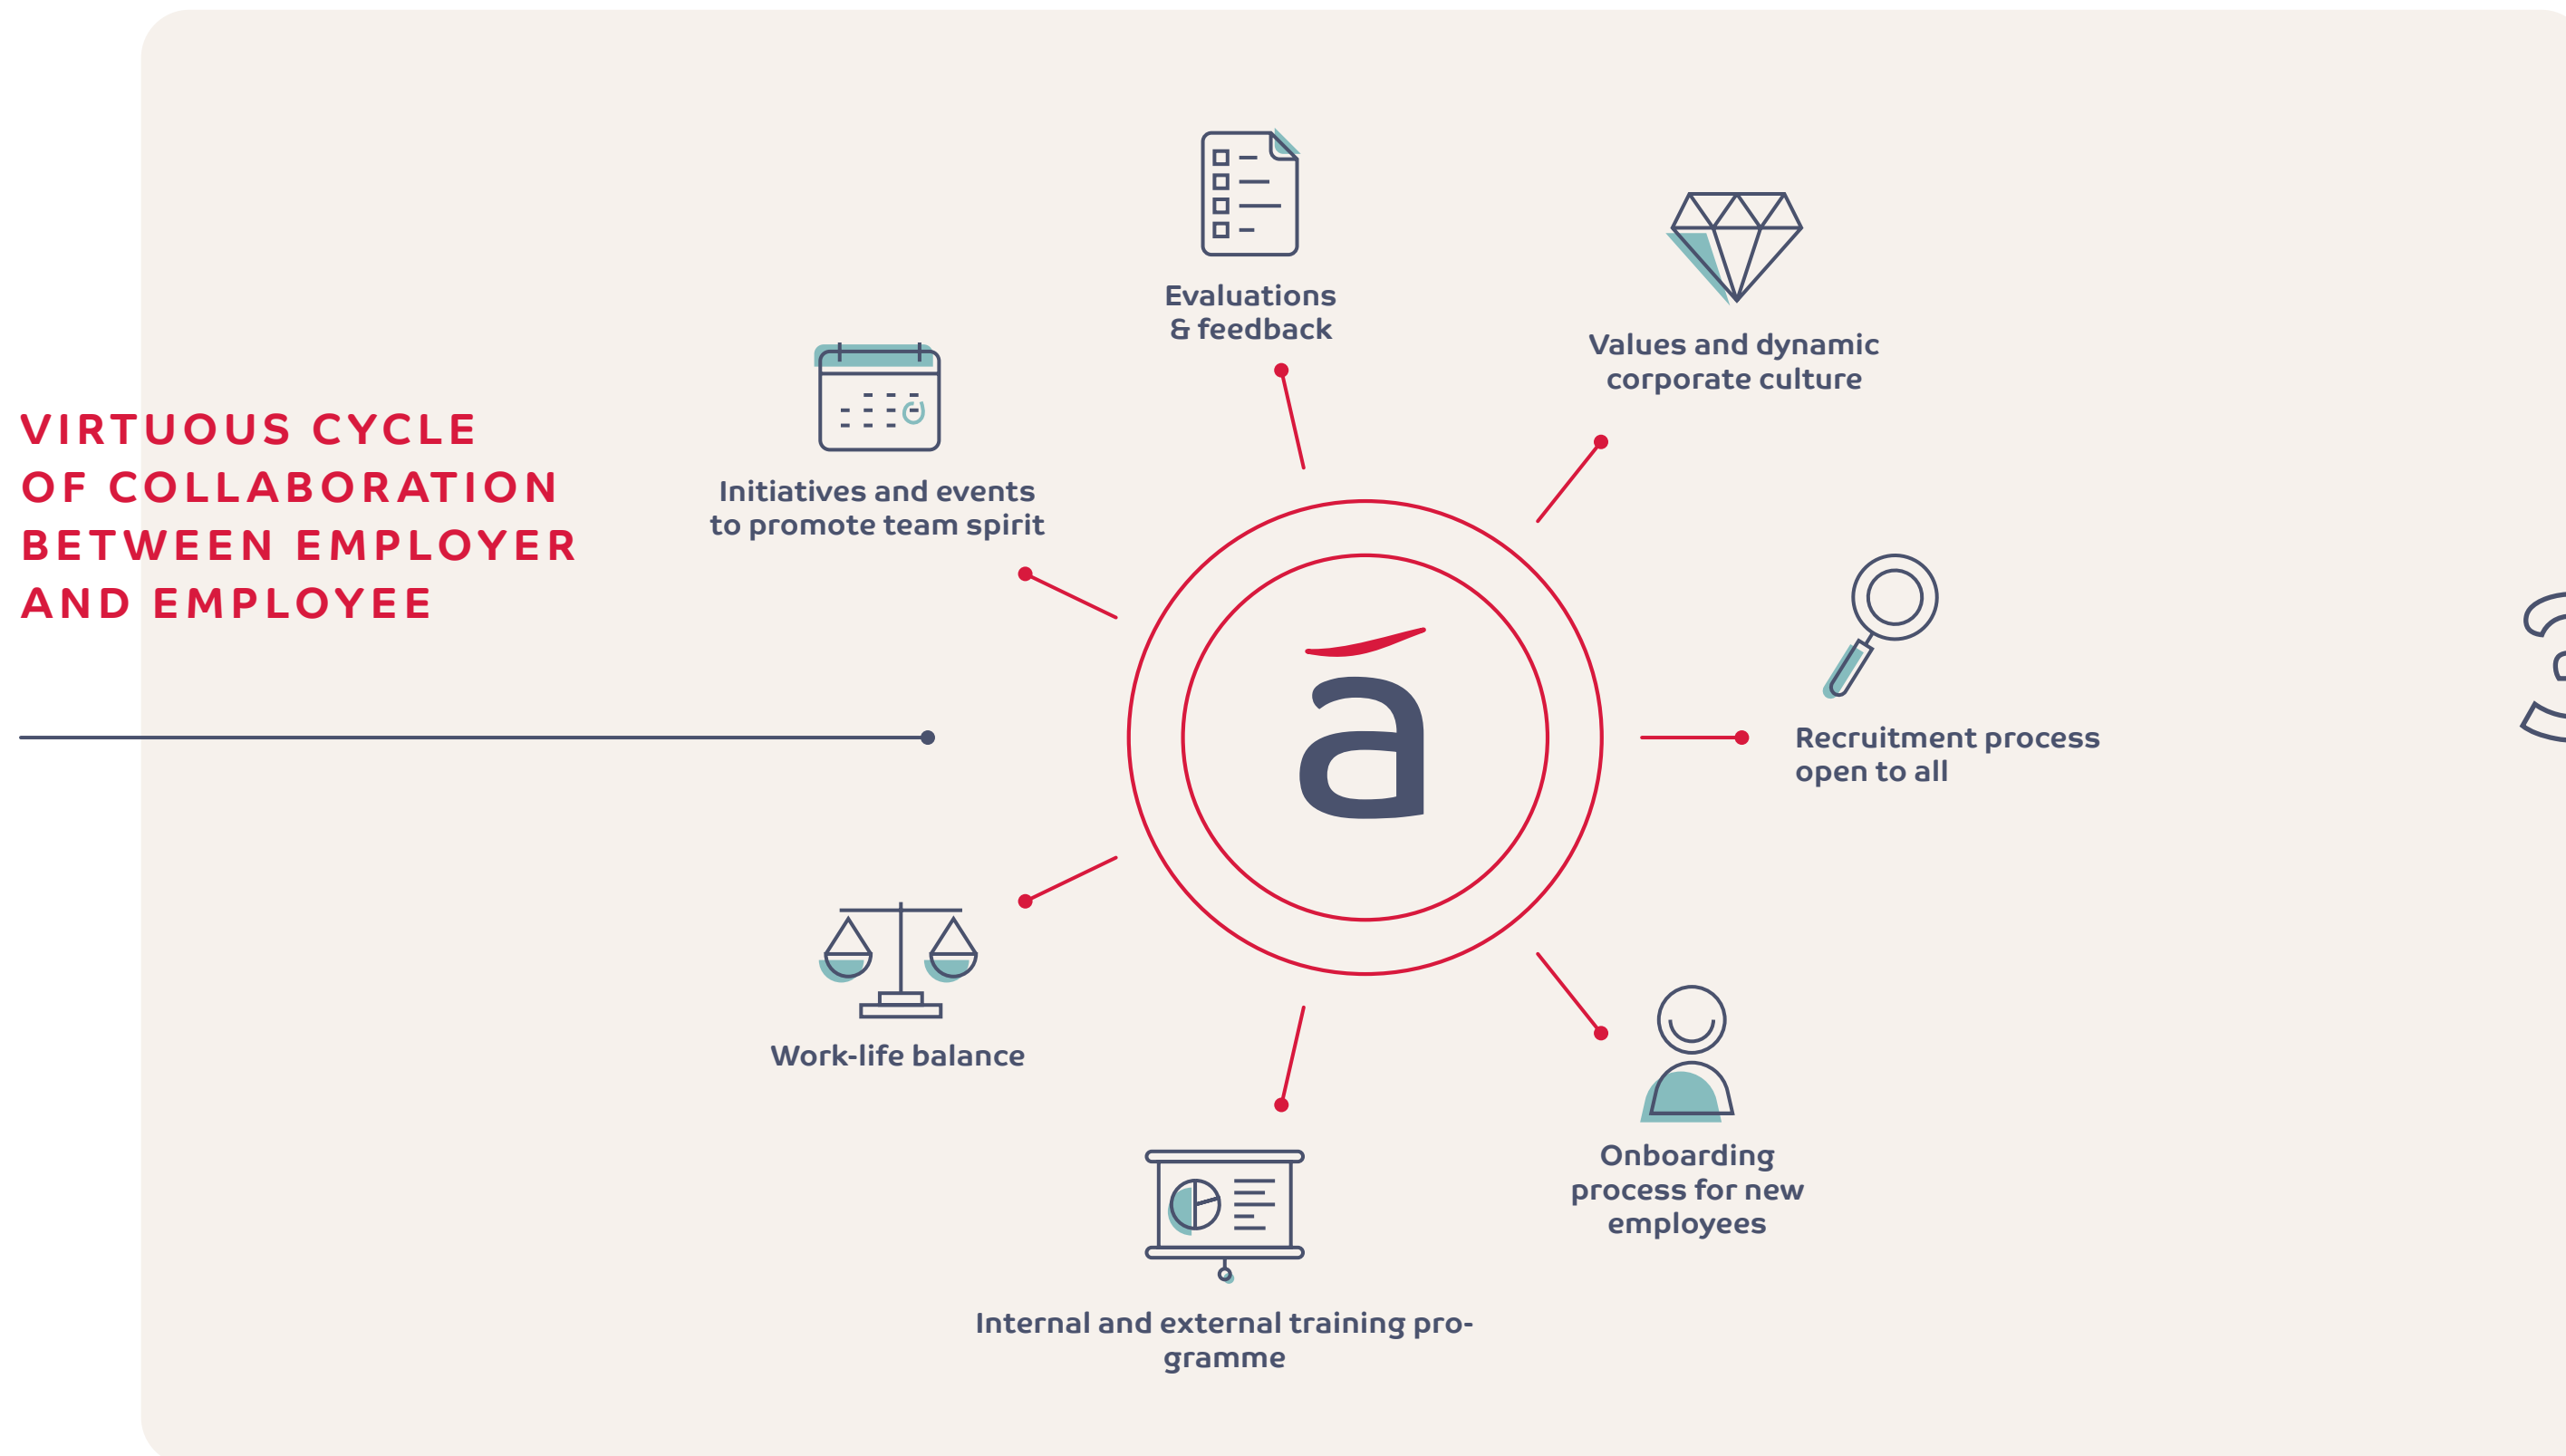 VIRTUOUS CYCLE
OF COLLABORATION
BETWEEN EMPLOYER
AND EMPLOYEE
Evaluations
& feedback
Values and dynamic
corporate culture
Initiatives and events
to promote team spirit
ā
Recruitment process
open to all
Work-life balance
Onboarding
process for new
employees
Internal and external training pro-
gramme